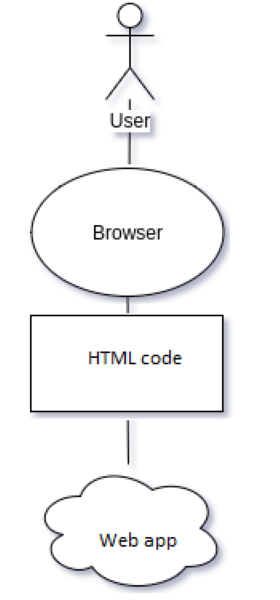 User
Browser
HTML code
Web app